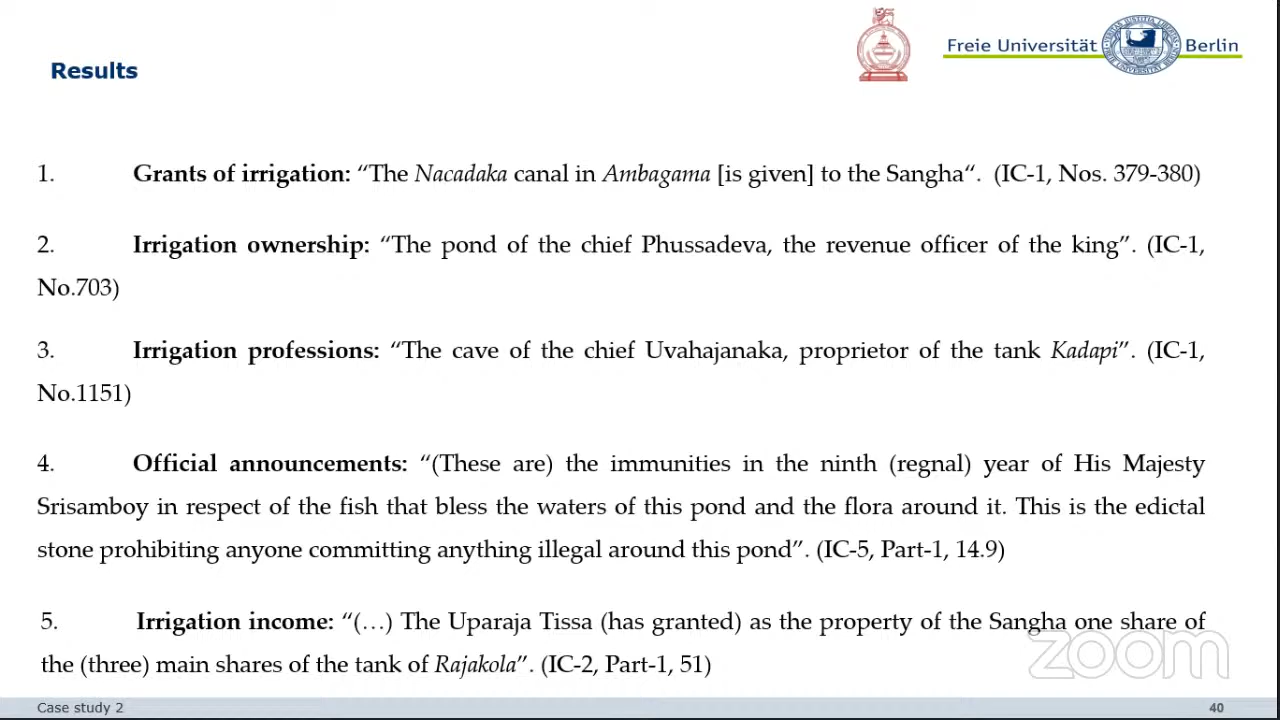 Results
Freie Universität Berlin
1. Grants of irrigation: “The Nacadaka canal in Ambagama [is given] to the Sangha“. (IC-1, Nos. 379-380)
2. Irrigation ownership: “The pond of the chief Phussadeva, the revenue officer of the king”. (IC-1,
No.703)
3. Irrigation professions: “The cave of the chief Uvahajanaka, proprietor of the tank Kadapi”. (IC-1,
No.1151)
4. Official announcements: “(These are) the immunities in the ninth (regnal) year of His Majesty
Srisamboy in respect of the fish that bless the waters of this pond and the flora around it. This is the edictal
stone prohibiting anyone committing anything illegal around this pond”. (IC-5, Part-1, 14.9)
5. Irrigation income: “(…) The Uparaja Tissa (has granted) as the property of the Sangha one share of
the (three) main shares of the tank of Rajakola”. (IC-2, Part-1, 51)
zoom
Case study 2
40